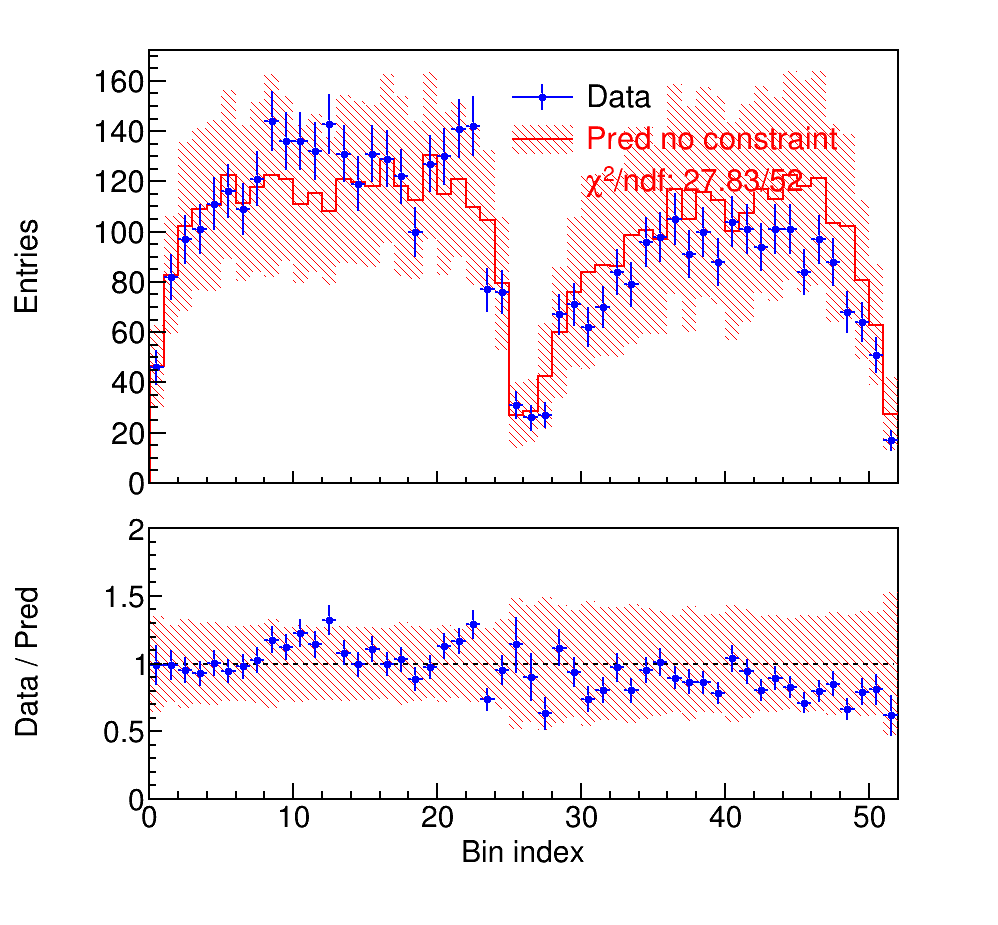 160
140
120
100
80
60
40
20
0
Entries
Data
Pred no constraint
χ²/ndf: 27.83/52
2
1.5
1
0.5
0
Data / Pred
0 10 20 30 40 50
Bin index